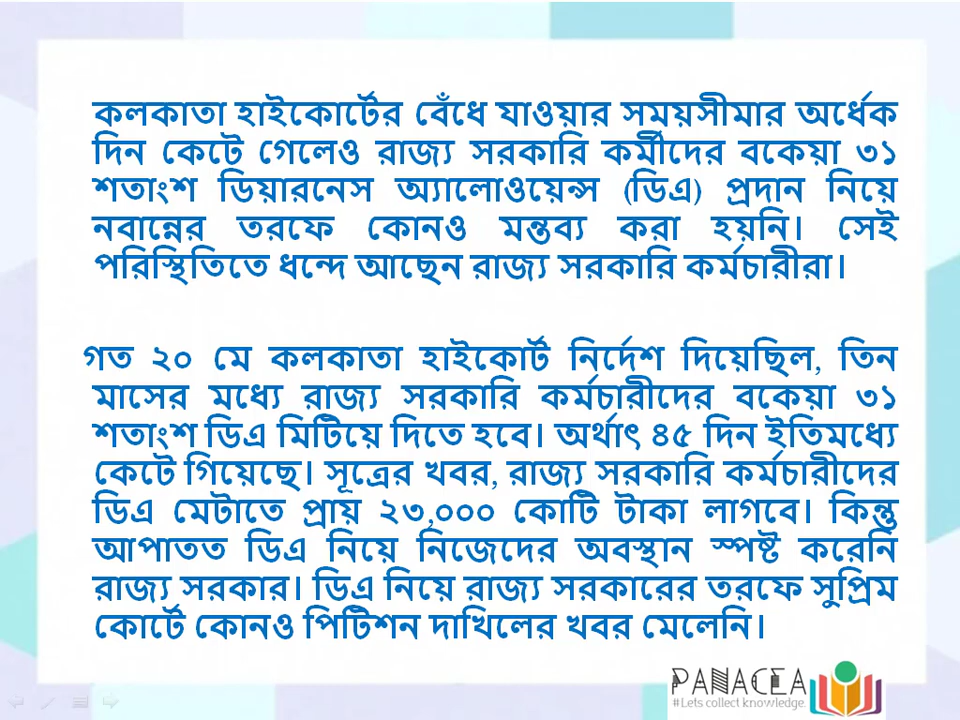 কলকাতা হাইকোর্টের বেঁধে যাওয়ার সময়সীমার অর্ধেক
দিন কেটে গেলেও রাজ্য সরকারি কর্মীদের বকেয়া ৩১
শতাংশ ডিয়ারনেস অ্যালোওয়েন্স (ডিএ) প্রদান নিয়ে
নবান্নের তরফে কোনও মন্তব্য করা হয়নি। সেই
পরিস্থিতিতে ধন্দে আছেন রাজ্য সরকারি কর্মচারীরা।
গত ২০ মে কলকাতা হাইকোর্ট নির্দেশ দিয়েছিল, তিন
মাসের মধ্যে রাজ্য সরকারি কর্মচারীদের বকেয়া ৩১
শতাংশ ডিএ মিটিয়ে দিতে হবে। অর্থাৎ ৪৫ দিন ইতিমধ্যে
কেটে গিয়েছে। সূত্রের খবর, রাজ্য সরকারি কর্মচারীদের
ডিএ মেটাতে প্রায় ২৩,০০০ কোটি টাকা লাগবে। কিন্তু
আপাতত ডিএ নিয়ে নিজেদের অবস্থান স্পষ্ট করেনি
রাজ্য সরকার। ডিএ নিয়ে রাজ্য সরকারের তরফে সুপ্রিম
কোর্টে কোনও পিটিশন দাখিলের খবর মেলেনি।
PANACEA
#Lets collect knowledge.